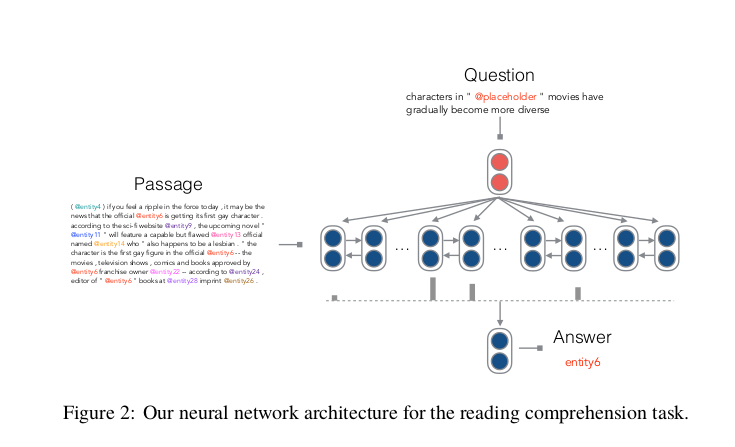 Question
characters in " @placeholder " movies have
gradually become more diverse
Passage
( @entity4 ) if you feel a ripple in the force today , it may be the
news that the official @entity6 is getting its first gay character .
according to the sci-fi website @entity9 , the upcoming novel "
@entity11 " will feature a capable but flawed @entity13 official
named @entity14 who " also happens to be a lesbian . " the
character is the first gay figure in the official @entity6 -- the
movies , television shows , comics and books approved by
@entity6 franchise owner @entity22 -- according to @entity24 ,
editor of " @entity6 " books at @entity28 imprint @entity26 .
... ... ...
Answer
entity6
Figure 2: Our neural network architecture for the reading comprehension task.